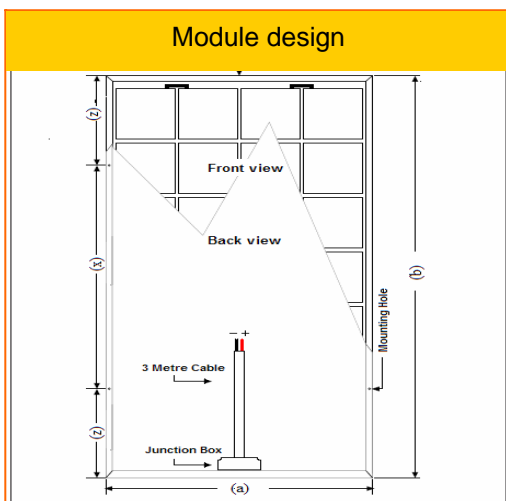 Module design
(z)
Front view
Back view
(x)
(b)
Mounting Hole
− +
3 Metre Cable
(z)
Junction Box
(a)